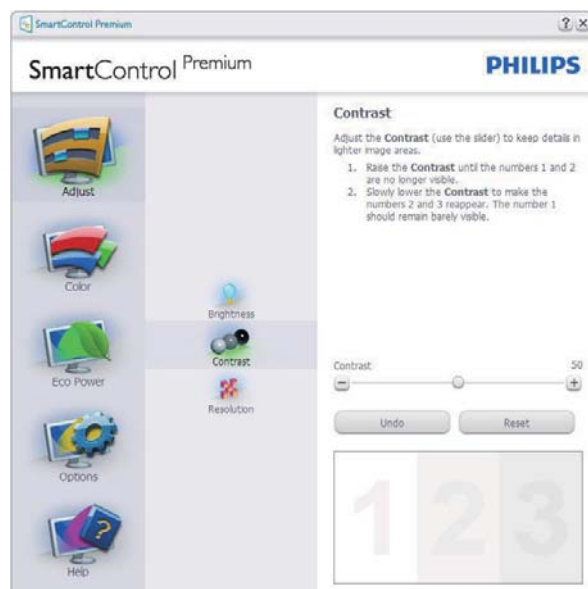 SmartControl Premium
SmartControl Premium
PHILIPS
Adjust
Color
Eco Power
Options
Help
Brightness
Contrast
Resolution
Contrast
Adjust the Contrast (use the slider) to keep details in
lighter image areas.
1. Raise the Contrast until the numbers 1 and 2
are no longer visible.
2. Slowly lower the Contrast to make the
numbers 2 and 3 reappear. The number 1
should remain barely visible.
Contrast 50
Undo Reset
1 2 3